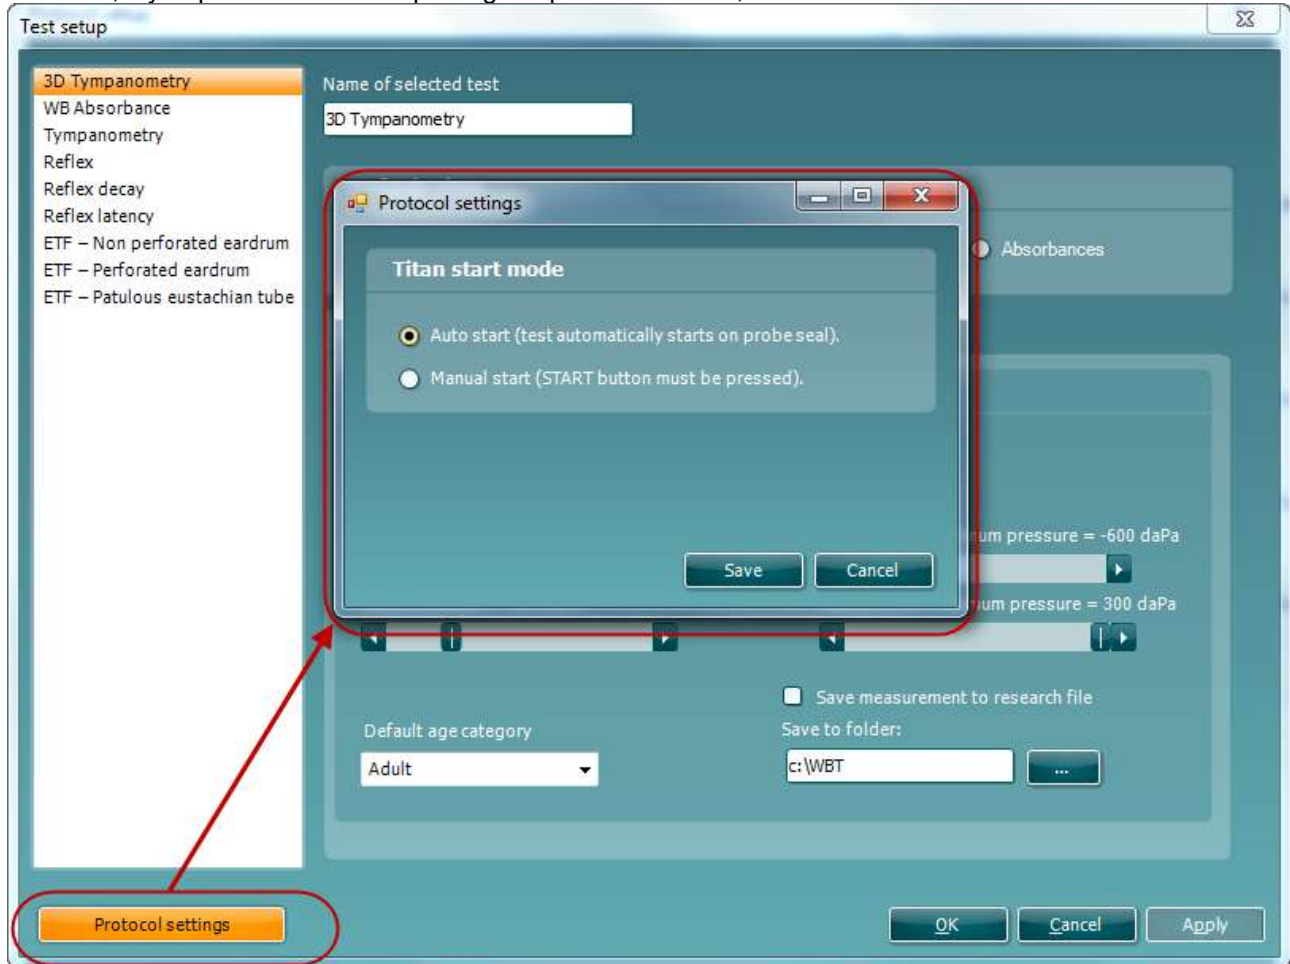 Test setup
3D Tympanometry
WB Absorbance
Tympanometry
Reflex
Reflex decay
Reflex latency
ETF – Non perforated eardrum
ETF – Perforated eardrum
ETF – Patulous eustachian tube
Name of selected test
3D Tympanometry
Absorbances
Protocol settings
Titan start mode
Auto start (test automatically starts on probe seal).
Manual start (START button must be pressed).
Save
Cancel
pressure = -600 daPa
pressure = 300 daPa
Save measurement to research file
Default age category
Save to folder:
Adult
c:\WBT
...
Protocol settings
OK
Cancel
Apply